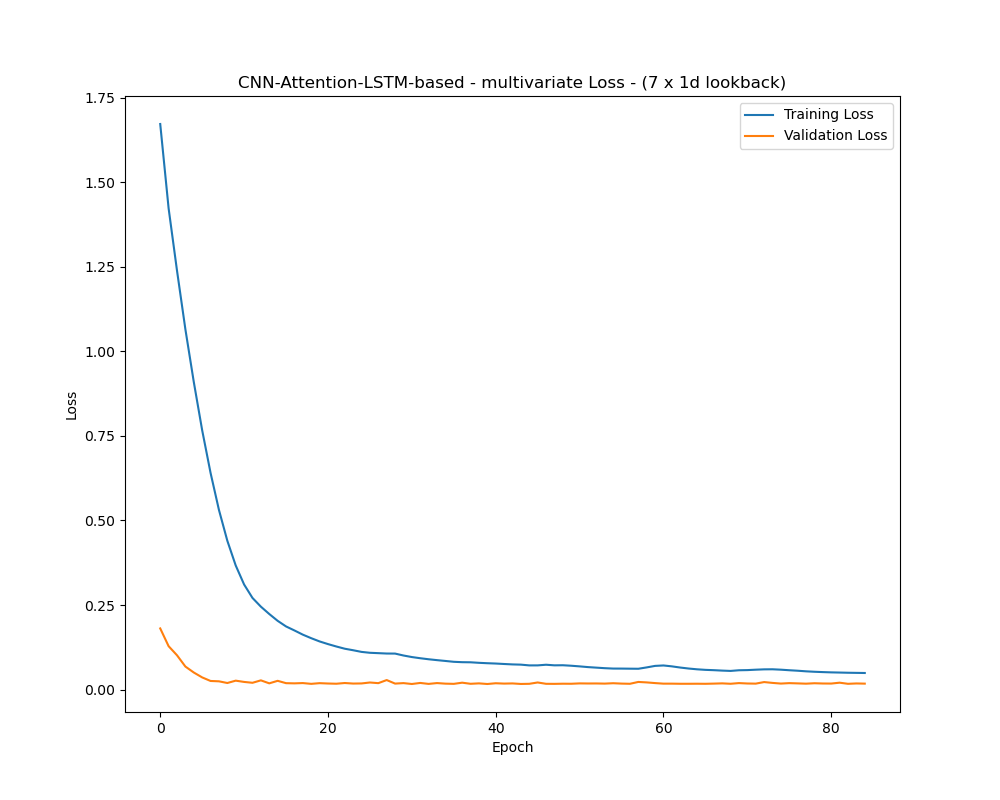 CNN-Attention-LSTM-based - multivariate Loss - (7 x 1d lookback)
Training Loss
Validation Loss
1.75
1.50
1.25
1.00
0.75
0.50
0.25
0.00
Loss
0 20 40 60 80
Epoch